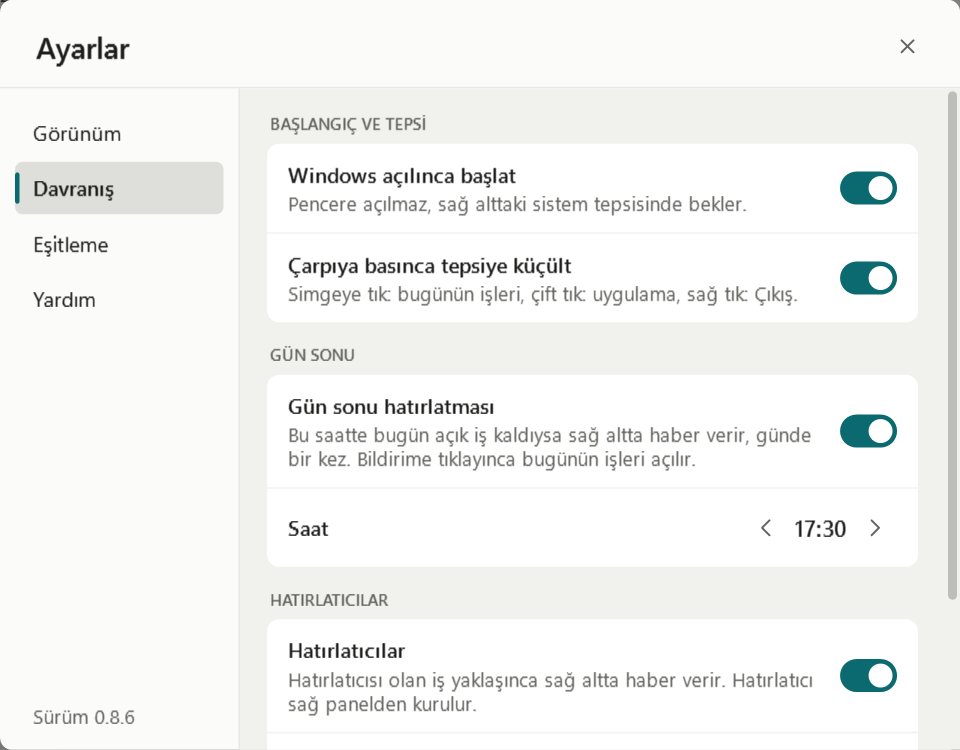 Ayarlar
Görünüm
Davranış
Eşitleme
Yardım
Sürüm 0.8.6
BAŞLANGIÇ VE TEPSİ
Windows açılınca başlat
Pencere açılmaz, sağ alttaki sistem tepsisinde bekler.
Çarpıya basınca tepsiye küçült
Simgeye tık: bugünün işleri, çift tık: uygulama, sağ tık: Çıkış.
GÜN SONU
Gün sonu hatırlatması
Bu saatte bugün açık iş kaldıysa sağ altta haber verir, günde
bir kez. Bildirime tıklayınca bugünün işleri açılır.
Saat
17:30
HATIRLATICILAR
Hatırlatıcılar
Hatırlatıcısı olan iş yaklaşınca sağ altta haber verir. Hatırlatıcı
sağ panelden kurulur.